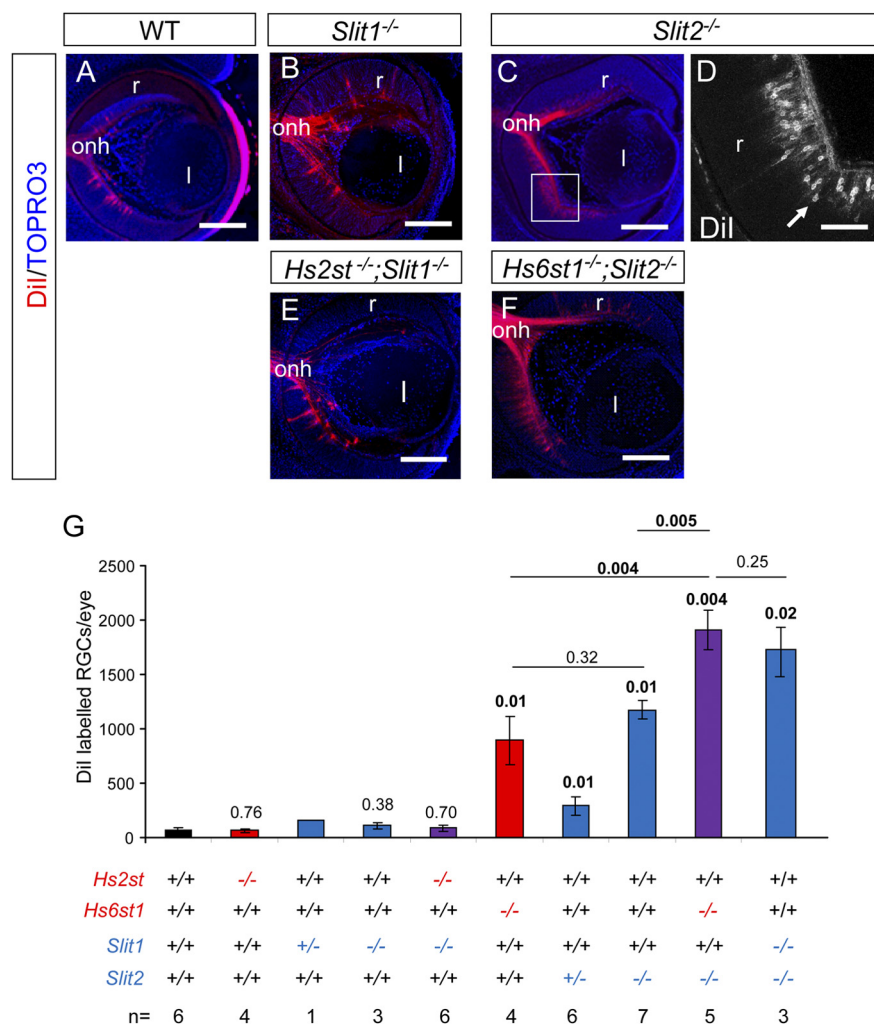 WT Slit1-/- Slit2-/-
A B C D
r r r r
onh onh onh
l l l
DiI
DiI/TOPRO3
Hs2st-/-;Slit1-/- Hs6st1-/-;Slit2-/-
E F
r r
onh onh
l l
G
DiI labelled RGCs/eye
2500
2000
1500
1000
500
0
0.005
0.004 0.25
0.004 0.02
0.32
0.01 0.01
0.01
0.76 0.38 0.70
Hs2st +/+ -/- +/+ +/+ -/- +/+ +/+ +/+ +/+ +/+
Hs6st1 +/+ +/+ +/+ +/+ +/+ -/- +/+ +/+ -/- +/+
Slit1 +/+ +/+ +/- -/- -/- +/+ +/+ +/+ +/+ -/-
Slit2 +/+ +/+ +/+ +/+ +/+ +/+ +/- -/- -/- -/-
n= 6 4 1 3 6 4 6 7 5 3